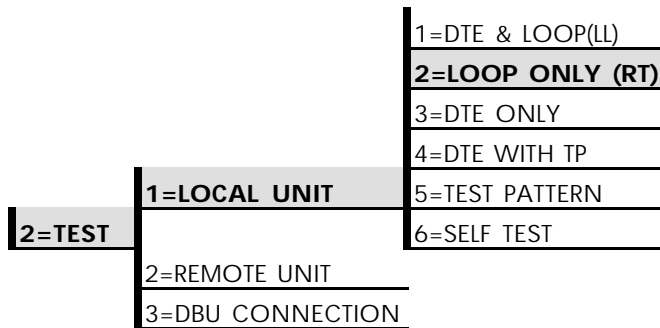 1=DTE & LOOP(LL)
2=LOOP ONLY (RT)
3=DTE ONLY
4=DTE WITH TP
1=LOCAL UNIT
5=TEST PATTERN
2=TEST
6=SELF TEST
2=REMOTE UNIT
3=DBU CONNECTION